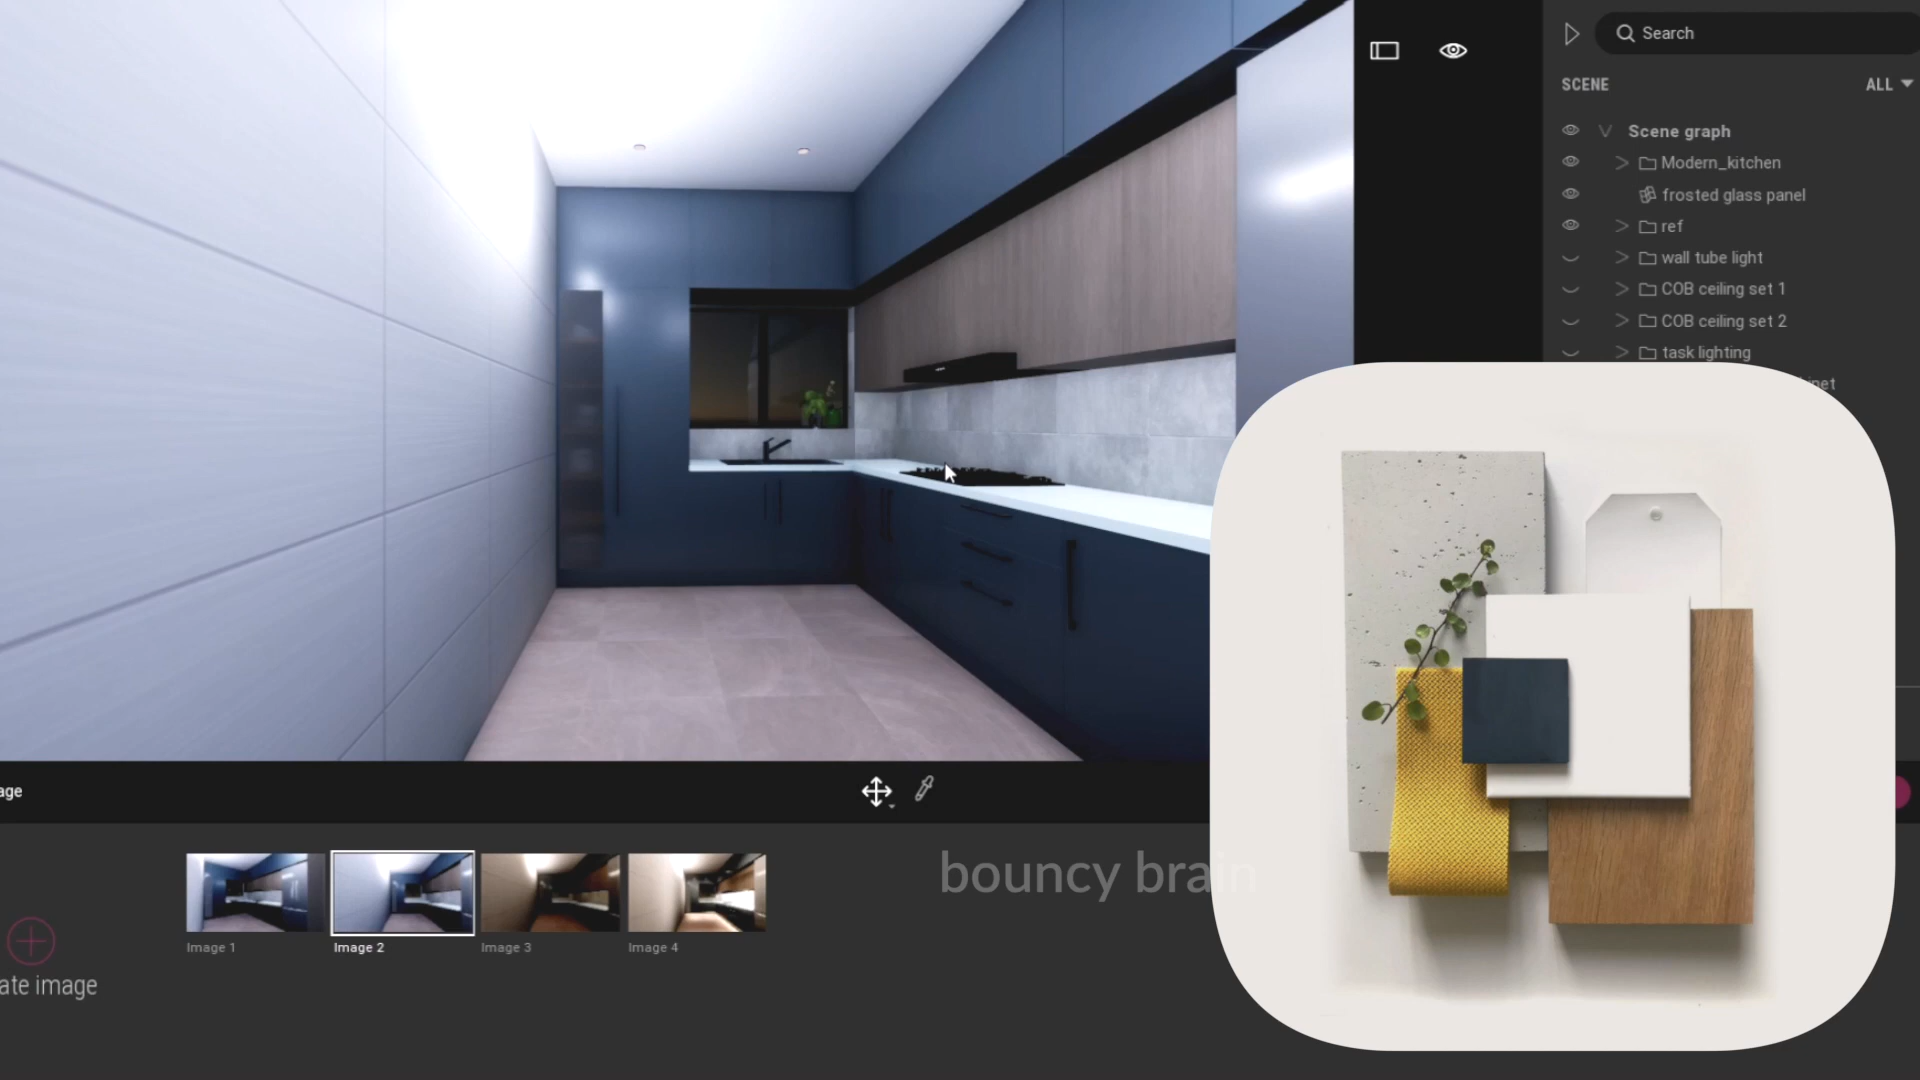 Search
SCENE
ALL
Scene graph
Modern_kitchen
frosted glass panel
ref
wall tube light
COB ceiling set 1
COB ceiling set 2
task lighting
inet
age
bouncy brain
Image 1
Image 2
Image 3
Image 4
ate image